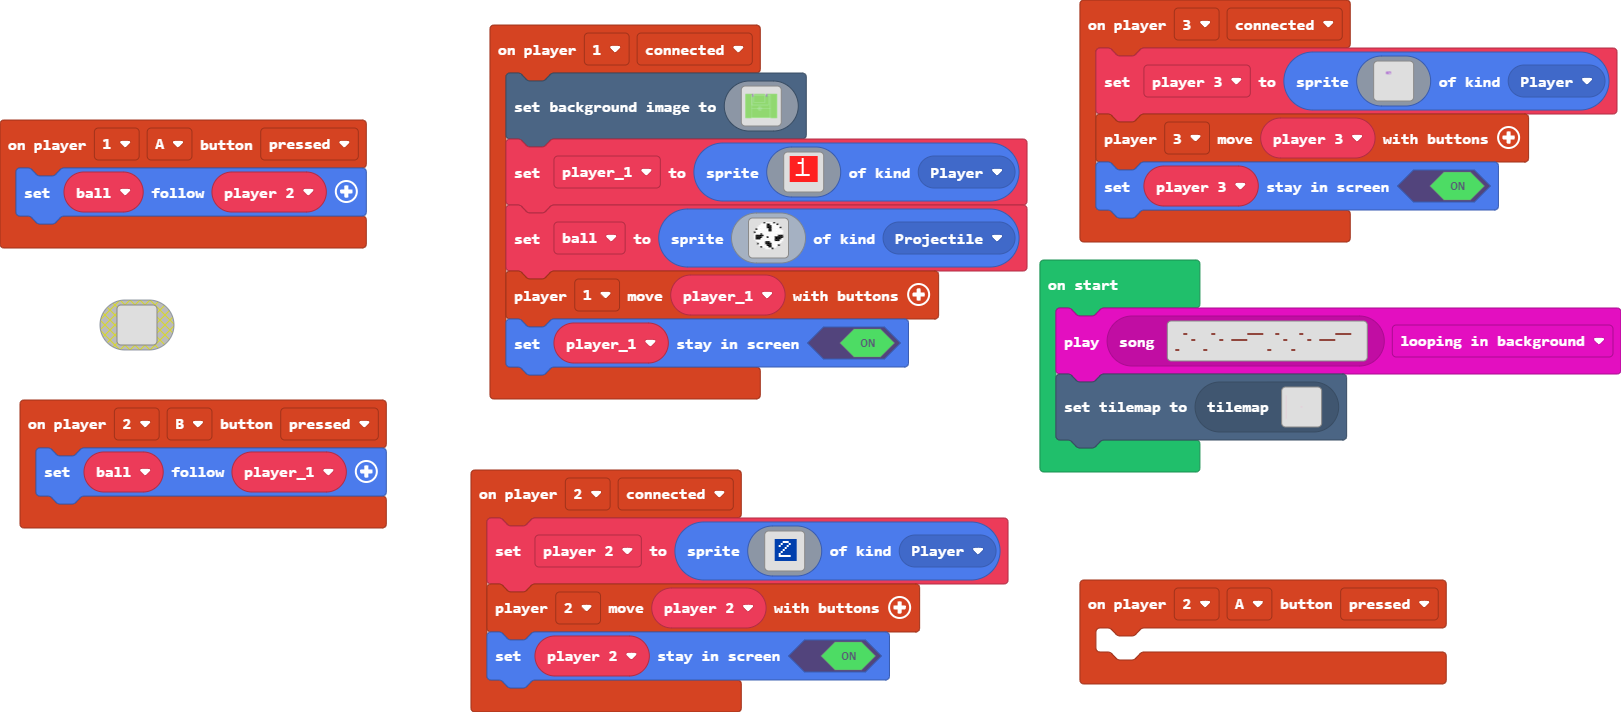 on player 1 A button pressed
set ball follow player 2
on player 2 B button pressed
set ball follow player_1
on player 1 connected
set background image to
set player_1 to sprite 1 of kind Player
set ball to sprite of kind Projectile
player 1 move player_1 with buttons
set player_1 stay in screen ON
on player 2 connected
set player 2 to sprite 2 of kind Player
player 2 move player 2 with buttons
set player 2 stay in screen ON
on player 3 connected
set player 3 to sprite of kind Player
player 3 move player 3 with buttons
set player 3 stay in screen ON
on start
play song looping in background
set tilemap to tilemap
on player 2 A button pressed